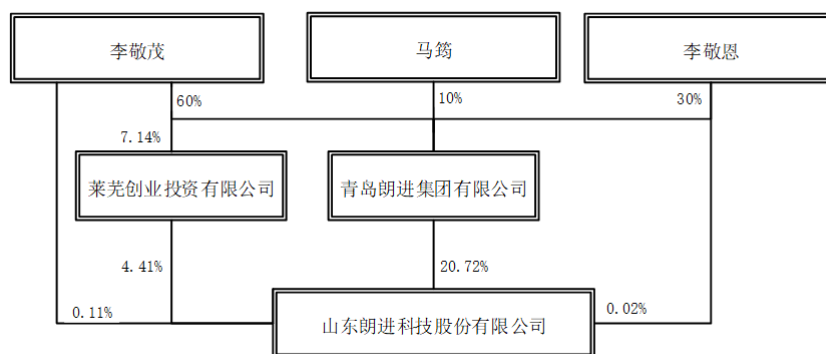 李敬茂
马筠
李敬恩
60%
10%
30%
7.14%
莱芜创业投资有限公司
青岛朗进集团有限公司
4.41%
20.72%
0.11%
0.02%
山东朗进科技股份有限公司